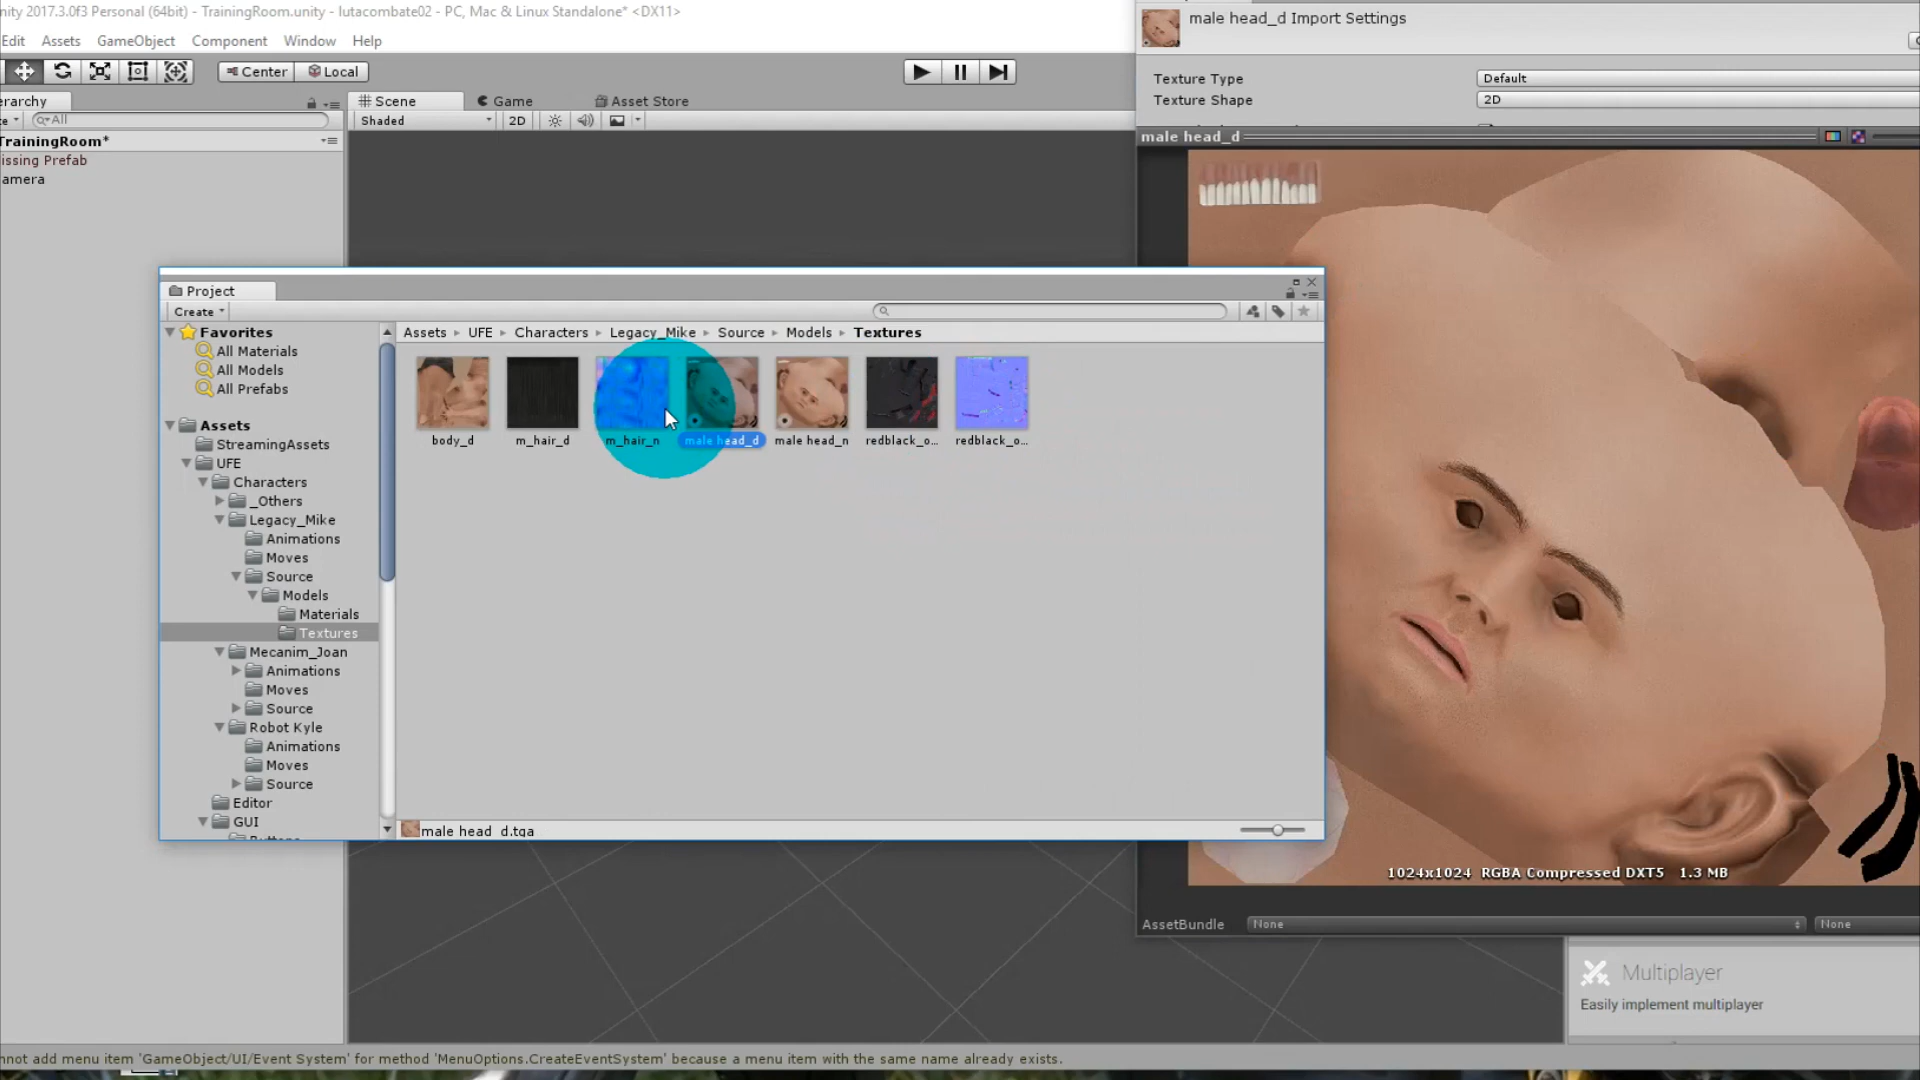 nity 2017.3.0f3 Personal (64bit) - TrainingRoom.unity - lutacombate02 - PC, Mac & Linux Standalone* <DX11>
Edit Assets GameObject Component Window Help
Center Local
erarchy
All
TrainingRoom*
issing Prefab
amera
Scene Game Asset Store
Shaded 2D
male head_d Import Settings
Texture Type Default
Texture Shape 2D
male head_d
Project
Create
Favorites
All Materials
All Models
All Prefabs
Assets
StreamingAssets
UFE
Characters
_Others
Legacy_Mike
Animations
Moves
Source
Models
Materials
Textures
Mecanim_Joan
Animations
Moves
Source
Robot Kyle
Animations
Moves
Source
Editor
GUI
Assets UFE Characters Legacy_Mike Source Models Textures
body_d m_hair_d m_hair_n male head_d male head_n redblack_o... redblack_o...
male head_d.tga
1024x1024 RGBA Compressed DXT5 1.3 MB
AssetBundle None None
Multiplayer
Easily implement multiplayer
nnot add menu item 'GameObject/UI/Event System' for method 'MenuOptions.CreateEventSystem' because a menu item with the same name already exists.